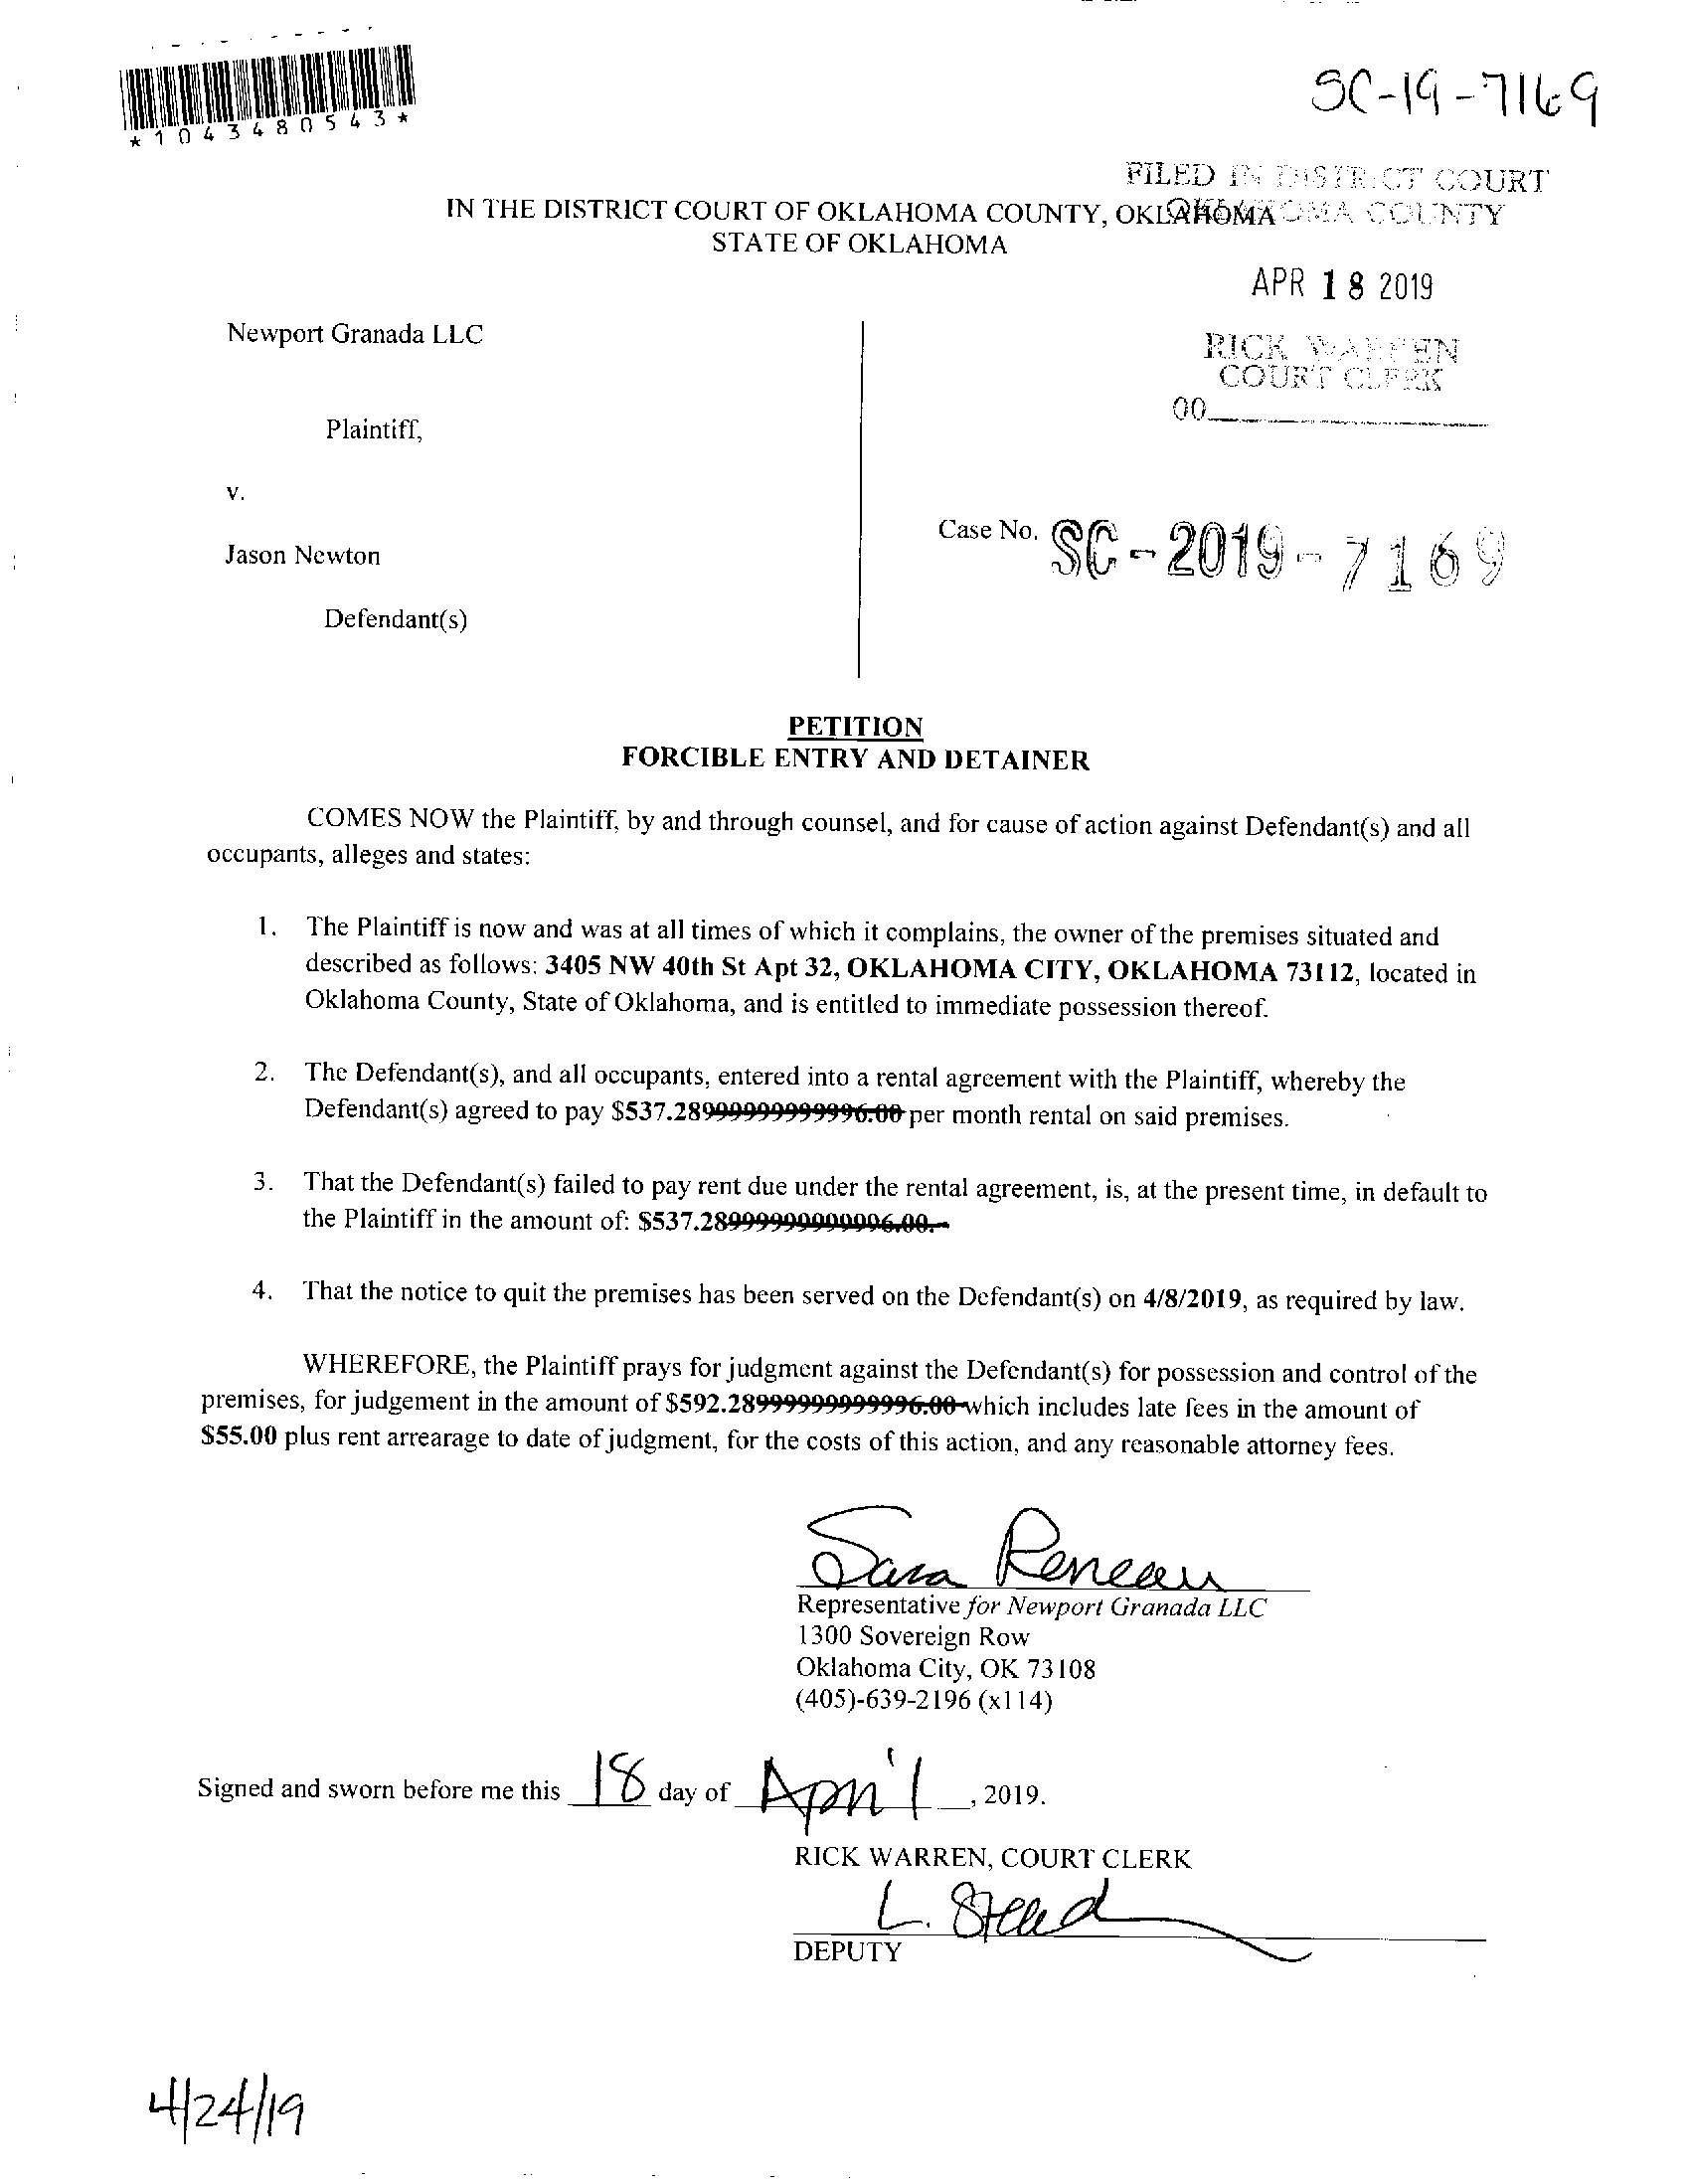 SC-19-7169
*1043480543*
FILED IN DISTRICT COURT
OKLAHOMA COUNTY
IN THE DISTRICT COURT OF OKLAHOMA COUNTY, OKLAHOMA
STATE OF OKLAHOMA
APR 18 2019
Newport Granada LLC
RICK WARREN
COURT CLERK
00
Plaintiff,
v.
Case No. SC-2019-7169
Jason Newton
Defendant(s)
PETITION
FORCIBLE ENTRY AND DETAINER
COMES NOW the Plaintiff, by and through counsel, and for cause of action against Defendant(s) and all
occupants, alleges and states:
1. The Plaintiff is now and was at all times of which it complains, the owner of the premises situated and
described as follows: 3405 NW 40th St Apt 32, OKLAHOMA CITY, OKLAHOMA 73112, located in
Oklahoma County, State of Oklahoma, and is entitled to immediate possession thereof.
2. The Defendant(s), and all occupants, entered into a rental agreement with the Plaintiff, whereby the
Defendant(s) agreed to pay $537.28999999999996.00 per month rental on said premises.
3. That the Defendant(s) failed to pay rent due under the rental agreement, is, at the present time, in default to
the Plaintiff in the amount of: $537.28999999999996.00.
4. That the notice to quit the premises has been served on the Defendant(s) on 4/8/2019, as required by law.
WHEREFORE, the Plaintiff prays for judgment against the Defendant(s) for possession and control of the
premises, for judgement in the amount of $592.28999999999996.00 which includes late fees in the amount of
$55.00 plus rent arrearage to date of judgment, for the costs of this action, and any reasonable attorney fees.
Sara Reneau
Representative for Newport Granada LLC
1300 Sovereign Row
Oklahoma City, OK 73108
(405)-639-2196 (x114)
Signed and sworn before me this 18 day of April, 2019.
RICK WARREN, COURT CLERK
L. Steed
DEPUTY
4/24/19